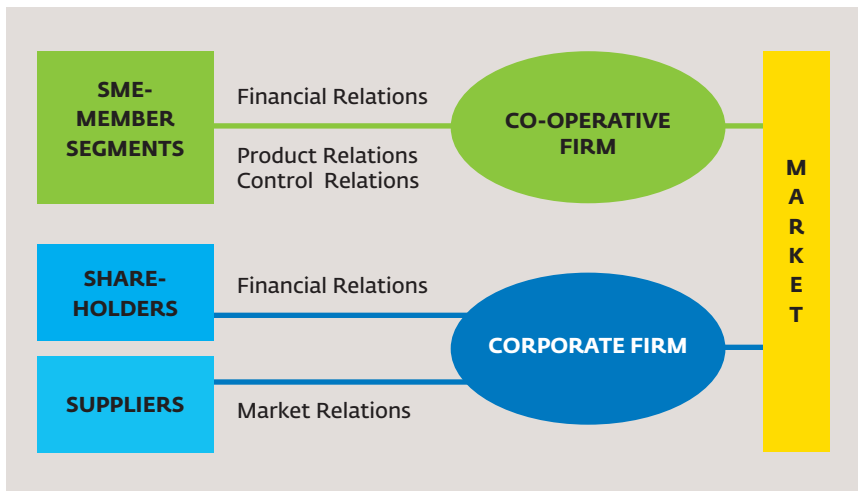 SME-
MEMBER
SEGMENTS
Financial Relations
Product Relations
Control Relations
CO-OPERATIVE
FIRM
SHARE-
HOLDERS
Financial Relations
SUPPLIERS
Market Relations
CORPORATE FIRM
M
A
R
K
E
T